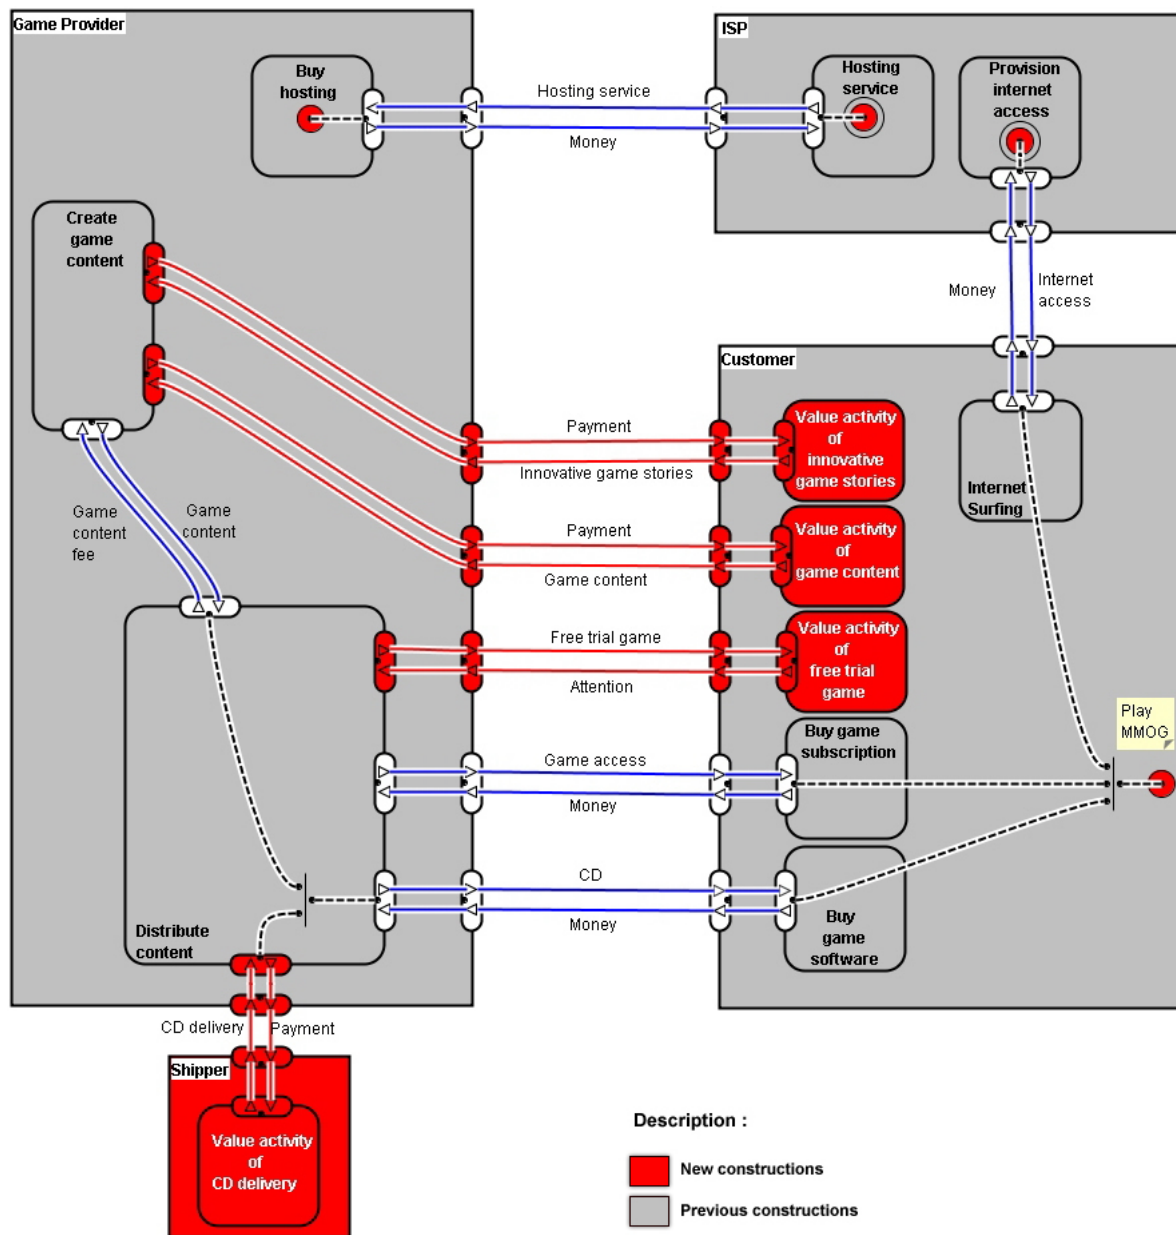 Game Provider
ISP
Buy
hosting
Hosting service
Money
Hosting
service
Provision
internet
access
Create
game
content
Money
Internet
access
Customer
Payment
Innovative game stories
Value activity
of
innovative
game stories
Internet
Surfing
Game
content
fee
Game
content
Payment
Game content
Value activity
of
game content
Free trial game
Attention
Value activity
of
free trial
game
Play
MMOG
Game access
Money
Buy game
subscription
CD
Money
Buy
game
software
Distribute
content
CD delivery
Payment
Shipper
Value activity
of
CD delivery
Description :
New constructions
Previous constructions